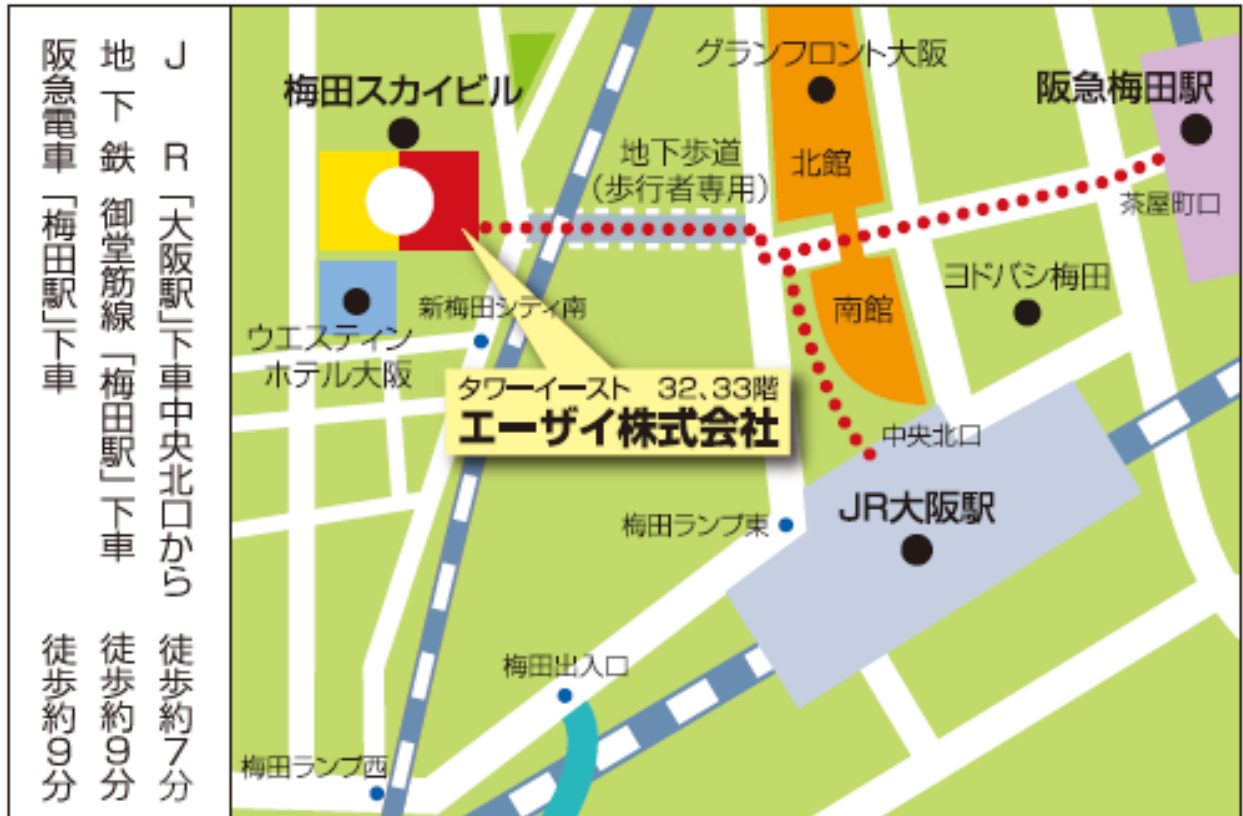 J R 「大阪駅」下車中央北口から 徒歩約7分
地下鉄 御堂筋線 「梅田駅」下車 徒歩約9分
阪急電車 「梅田駅」下車 徒歩約9分
グランフロント大阪
梅田スカイビル
阪急梅田駅
地下歩道
(歩行者専用)
北館
茶屋町口
ヨドバシ梅田
新梅田シティ南
南館
ウエスティン
ホテル大阪
タワーイースト 32、33階
エーザイ株式会社
中央北口
JR大阪駅
梅田ランプ東
梅田出入口
梅田ランプ西